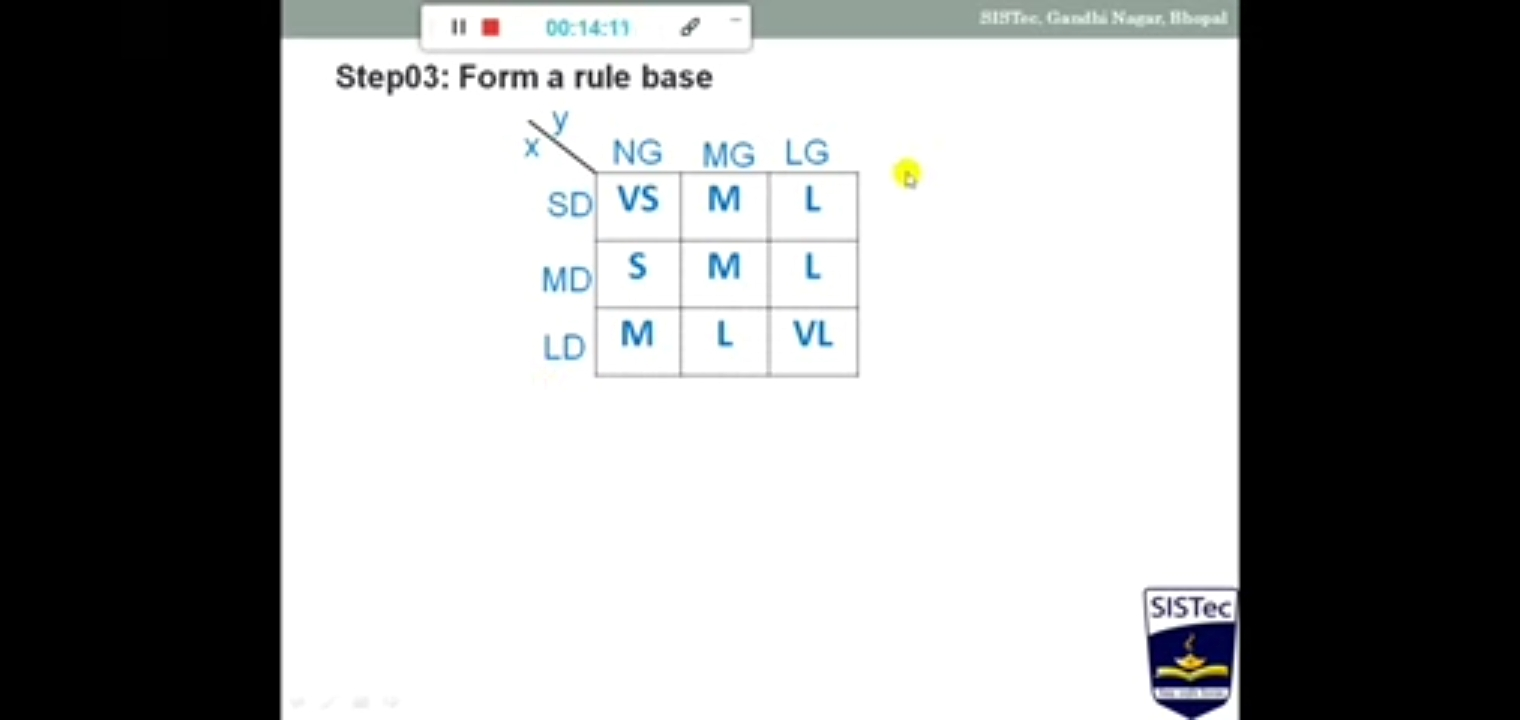 SISTec, Gandhi Nagar, Bhopal
00:14:11
Step03: Form a rule base
y
x
NG MG LG
SD VS M L
MD S M L
LD M L VL
SISTec